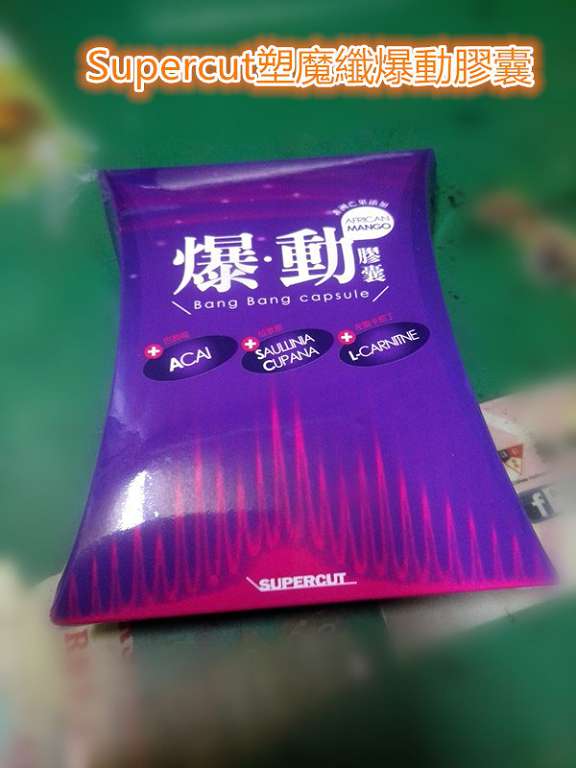 Supercut塑魔纖爆動膠囊
AFRICAN
MANGO
爆·動
膠囊
Bang Bang capsule
ACAI
SAULLINIA
CUPANA
L-CARNITINE
SUPERCUT